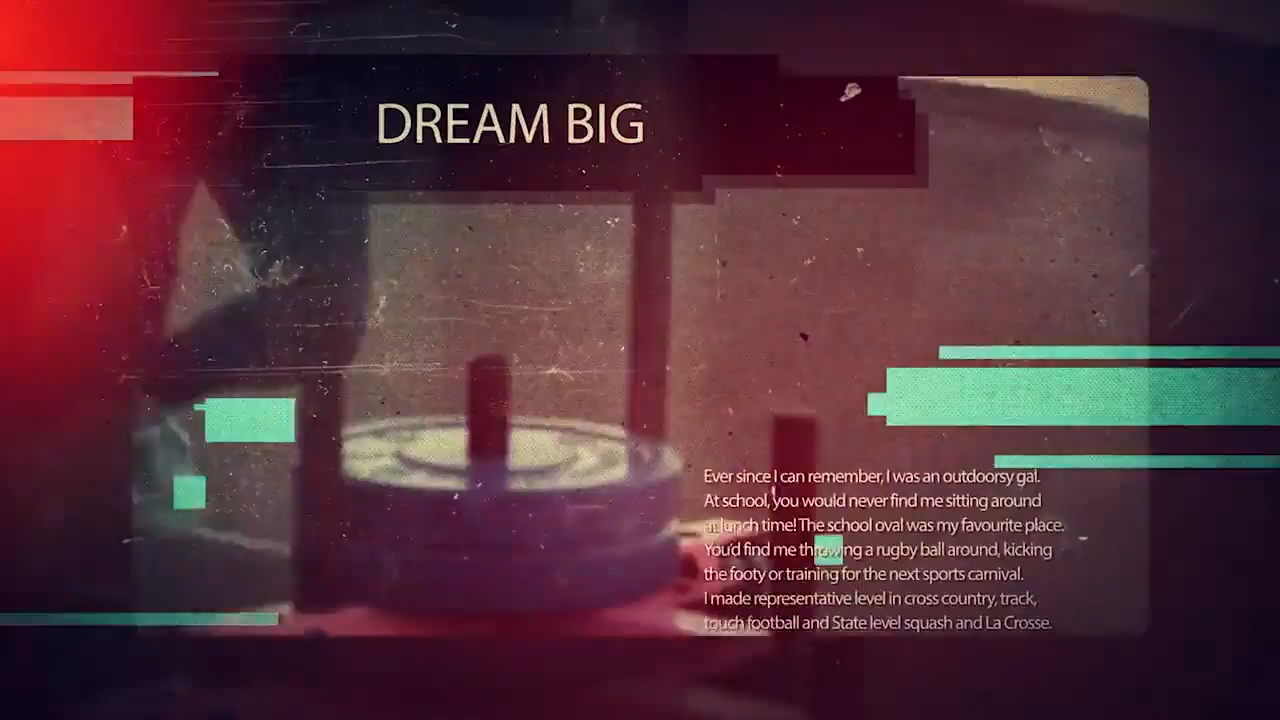 DREAM BIG
Ever since I can remember, I was an outdoorsy gal.
At school, you would never find me sitting around
at lunch time! The school oval was my favourite place.
You'd find me throwing a rugby ball around, kicking
the footy or training for the next sports carnival.
I made representative level in cross country, track,
touch football and State level squash and La Crosse.